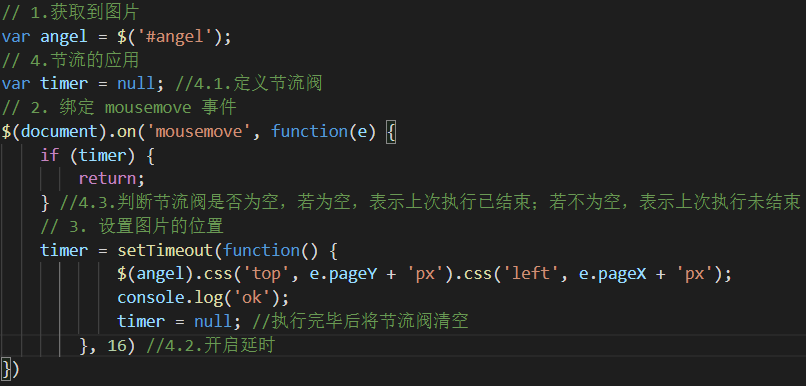 // 1.获取到图片
var angel = $('#angel');
// 4.节流的应用
var timer = null; //4.1.定义节流阀
// 2. 绑定 mousemove 事件
$(document).on('mousemove', function(e) {
    if (timer) {
        return;
    } //4.3.判断节流阀是否为空，若为空，表示上次执行已结束；若不为空，表示上次执行未结束
    // 3. 设置图片的位置
    timer = setTimeout(function() {
            $(angel).css('top', e.pageY + 'px').css('left', e.pageX + 'px');
            console.log('ok');
            timer = null; //执行完毕后将节流阀清空
        }, 16) //4.2.开启延时
})